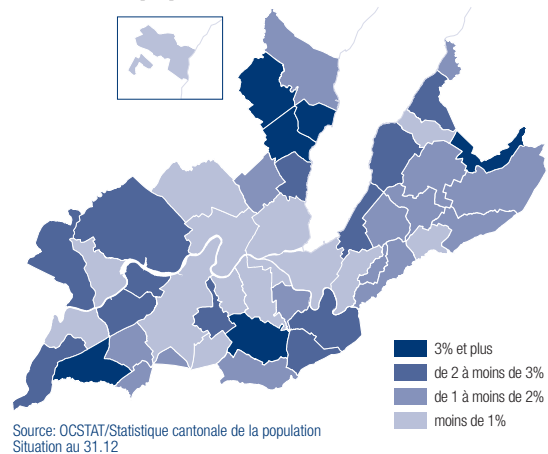 3% et plus
de 2 à moins de 3%
de 1 à moins de 2%
moins de 1%
Source: OCSTAT/Statistique cantonale de la population
Situation au 31.12